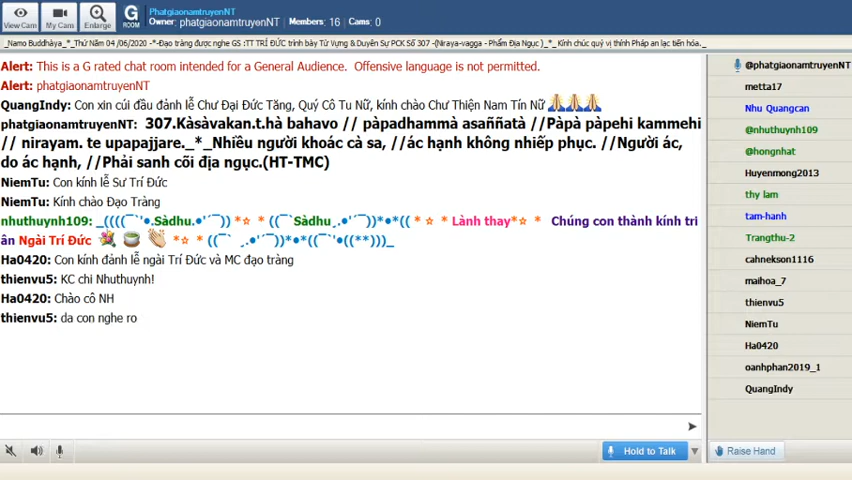 PhatgiaonamtruyenNT
Owner: phatgiaonamtruyenNT Members: 16 Cams: 0
View Cam
My Cam
Enlarge
G
ROOM
_Namo Buddhàya_*_Thứ Năm 04 /06/2020 -*-Đạo tràng được nghe GS :TT TRÍ ĐỨC trình bày Từ Vựng & Duyên Sự PCK Số 307 -(Niraya-vagga - Phẩm Địa Ngục )_*_Kính chúc quý vị thính Pháp an lạc tiến hóa._
Alert: This is a G rated chat room intended for a General Audience. Offensive language is not permitted.
Alert: phatgiaonamtruyenNT
QuangIndy: Con xin cúi đầu đảnh lễ Chư Đại Đức Tăng, Quý Cô Tu Nữ, kính chào Chư Thiện Nam Tín Nữ 🙏🙏🙏
phatgiaonamtruyenNT: 307.Kàsàvakan.t.hà bahavo // pàpadhammà asaññatà //Pàpà pàpehi kammehi
// nirayam. te upapajjare._*_Nhiều người khoác cà sa, //ác hạnh không nhiếp phục. //Người ác,
do ác hạnh, //Phải sanh cõi địa ngục.(HT-TMC)
NiemTu: Con kính lễ Sư Trí Đức
NiemTu: Kính chào Đạo Tràng
nhuthuynh109: _((((¯`'•.Sàdhu.•'´¯)) *☆ * ((¯`Sàdhu¸.•'´¯))*•*(( * ☆ * Lành thay*☆ * Chúng con thành kính tri
ân Ngài Trí Đức 💐 🍵 👏 *☆ * ((¯` ¸.•'´¯))*•*((¯`'•((**)))_
Ha0420: Con kính đảnh lễ ngài Trí Đức và MC đạo tràng
thienvu5: KC chi Nhuthuynh!
Ha0420: Chào cô NH
thienvu5: da con nghe ro
@phatgiaonamtruyenNT
metta17
Nhu Quangcan
@nhuthuynh109
@hongnhat
Huyenmong2013
thy lam
tam-hanh
Trangthu-2
cahnekson1116
maihoa_7
thienvu5
NiemTu
Ha0420
oanhphan2019_1
QuangIndy
Hold to Talk
Raise Hand